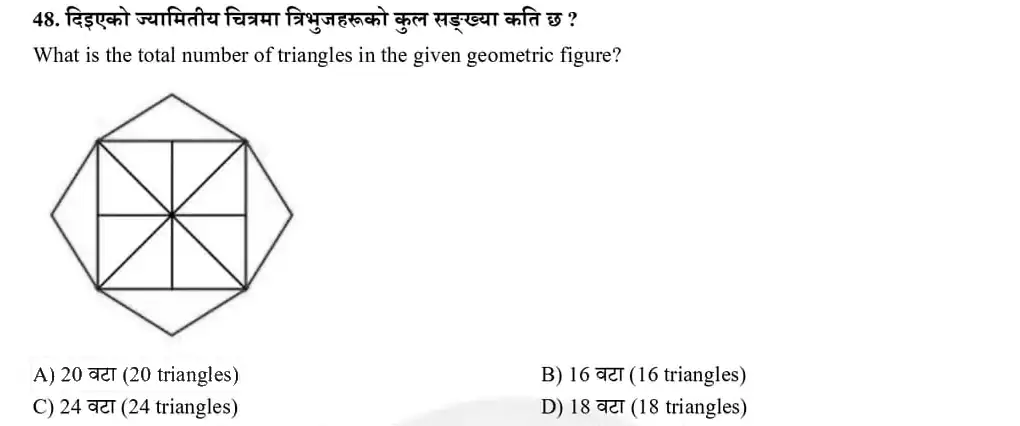 48. दिइएको ज्यामितीय चित्रमा त्रिभुजहरूको कुल सङ्ख्या कति छ ?
What is the total number of triangles in the given geometric figure?
A) 20 वटा (20 triangles)
B) 16 वटा (16 triangles)
C) 24 वटा (24 triangles)
D) 18 वटा (18 triangles)